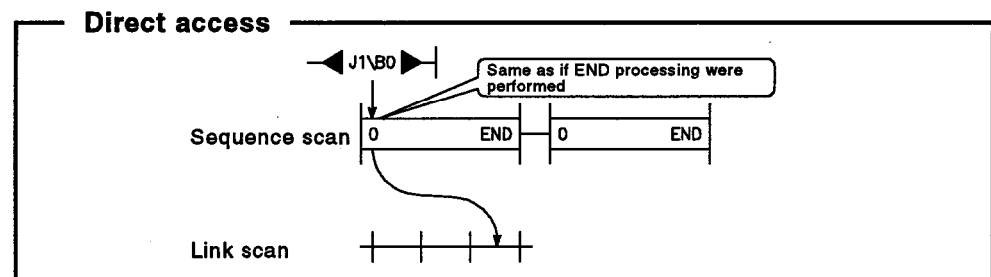 Direct access
J1\B0
Same as if END processing were
performed
Sequence scan
0 END 0 END
Link scan